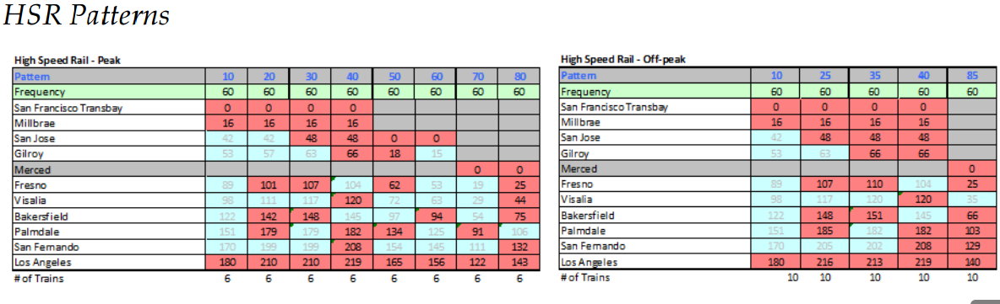 HSR Patterns
High Speed Rail - Peak
Pattern 10 20 30 40 50 60 70 80
Frequency 60 60 60 60 60 60 60 60
San Francisco Transbay 0 0 0 0
Millbrae 16 16 16 16
San Jose 42 42 48 48 0 0
Gilroy 53 57 63 66 18 15
Merced 0 0
Fresno 89 101 107 104 62 53 19 25
Visalia 98 111 117 120 72 63 29 44
Bakersfield 122 142 148 145 97 94 54 75
Palmdale 151 179 179 182 134 125 91 106
San Fernando 170 199 199 208 154 145 111 132
Los Angeles 180 210 210 219 165 156 122 143
# of Trains 6 6 6 6 6 6 6 6
High Speed Rail - Off-peak
Pattern 10 25 35 40 85
Frequency 60 60 60 60 60
San Francisco Transbay 0 0 0 0
Millbrae 16 16 16 16
San Jose 42 48 48 48
Gilroy 53 63 66 66
Merced 0
Fresno 89 107 110 104 25
Visalia 98 117 120 120 35
Bakersfield 122 148 151 145 66
Palmdale 151 185 182 182 103
San Fernando 170 205 202 208 129
Los Angeles 180 216 213 219 140
# of Trains 10 10 10 10 10